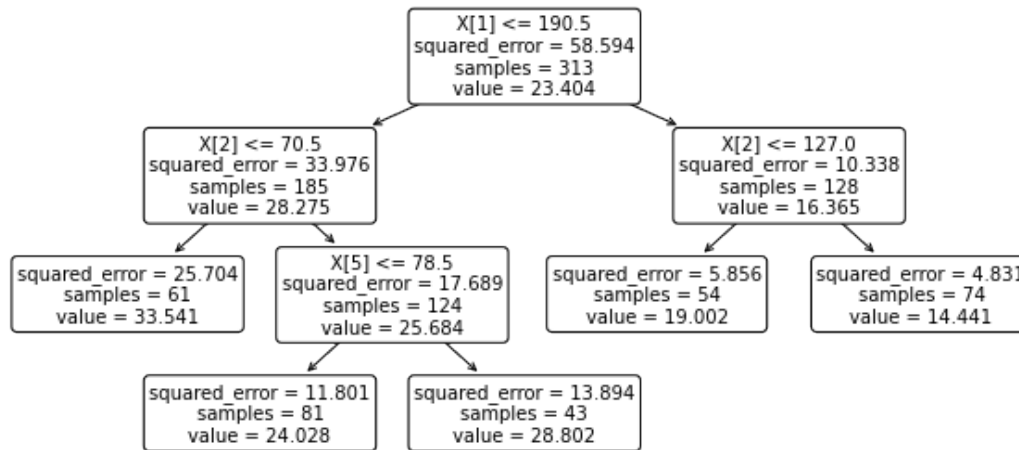 X[1] <= 190.5
squared_error = 58.594
samples = 313
value = 23.404
X[2] <= 70.5
squared_error = 33.976
samples = 185
value = 28.275
X[2] <= 127.0
squared_error = 10.338
samples = 128
value = 16.365
squared_error = 25.704
samples = 61
value = 33.541
X[5] <= 78.5
squared_error = 17.689
samples = 124
value = 25.684
squared_error = 5.856
samples = 54
value = 19.002
squared_error = 4.831
samples = 74
value = 14.441
squared_error = 11.801
samples = 81
value = 24.028
squared_error = 13.894
samples = 43
value = 28.802